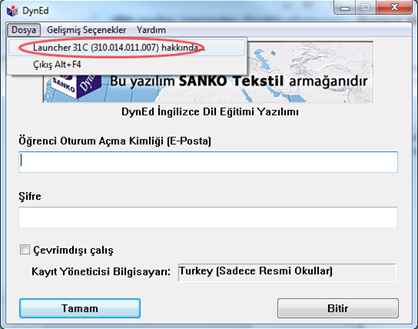 DynEd
Dosya Gelişmiş Seçenekler Yardım
Launcher 31C (310.014.011.007) hakkında...
Çıkış Alt+F4
SANKO
DynEd
Bu yazılım SANKO Tekstil armağanıdır
DynEd İngilizce Dil Eğitimi Yazılımı
Öğrenci Oturum Açma Kimliği (E-Posta)
Şifre
Çevrimdışı çalış
Kayıt Yöneticisi Bilgisayarı: Turkey (Sadece Resmi Okullar)
Tamam Bitir